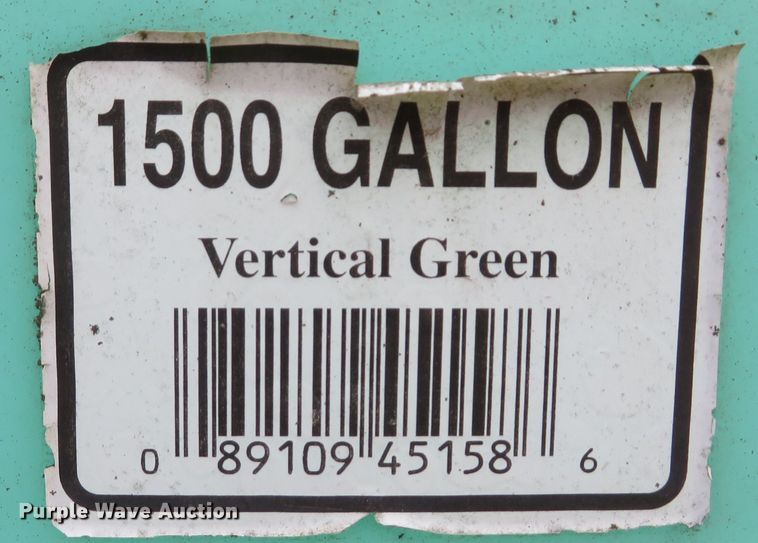 1500 GALLON
Vertical Green
0 89109 45158 6
Purple Wave Auction